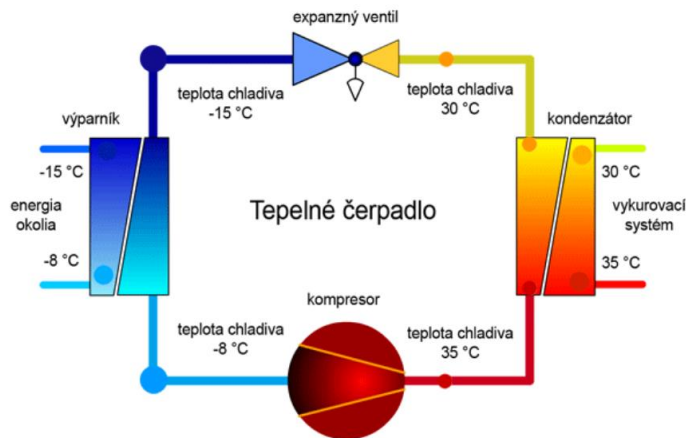 expanzný ventil
teplota chladiva
-15 °C
teplota chladiva
30 °C
výparník
kondenzátor
-15 °C
30 °C
energia
okolia
Tepelné čerpadlo
vykurovací
systém
-8 °C
35 °C
kompresor
teplota chladiva
-8 °C
teplota chladiva
35 °C